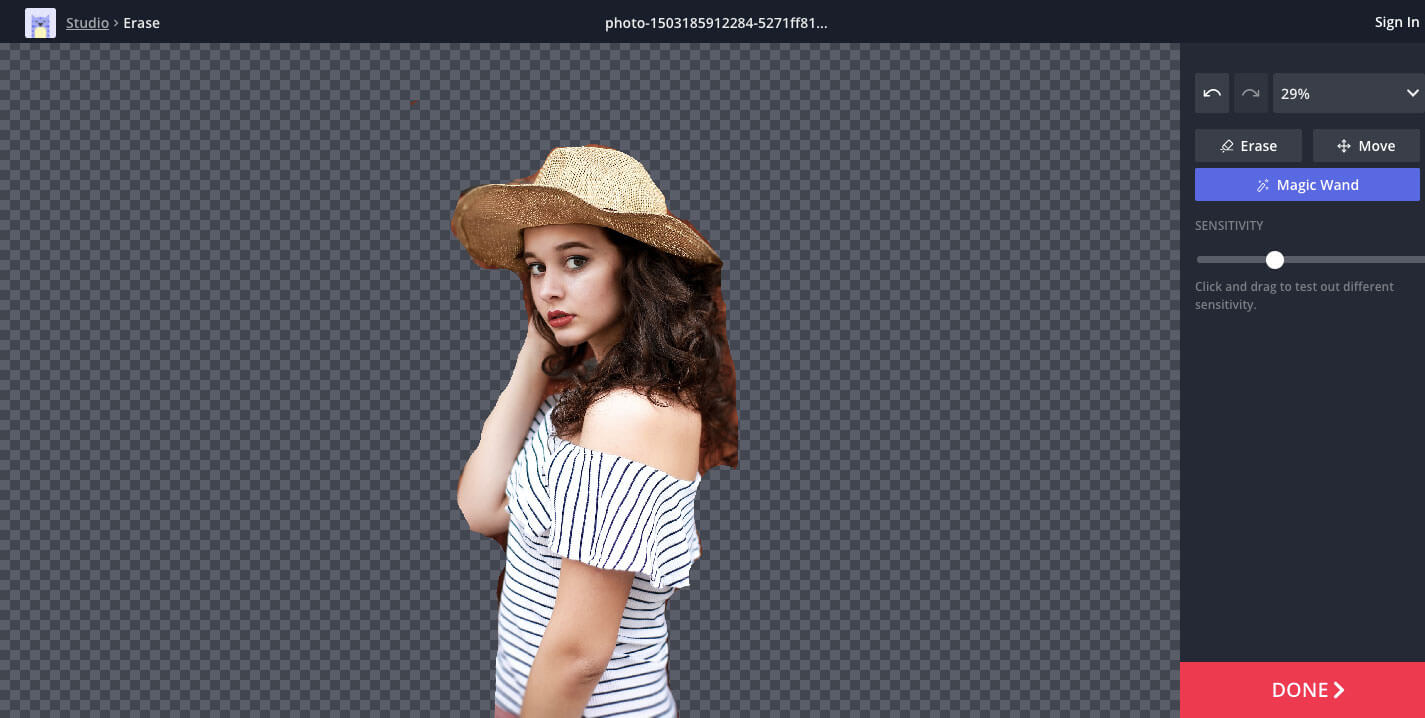 Studio › Erase
photo-1503185912284-5271ff81...
Sign In
29%
Erase
Move
Magic Wand
SENSITIVITY
Click and drag to test out different
sensitivity.
DONE